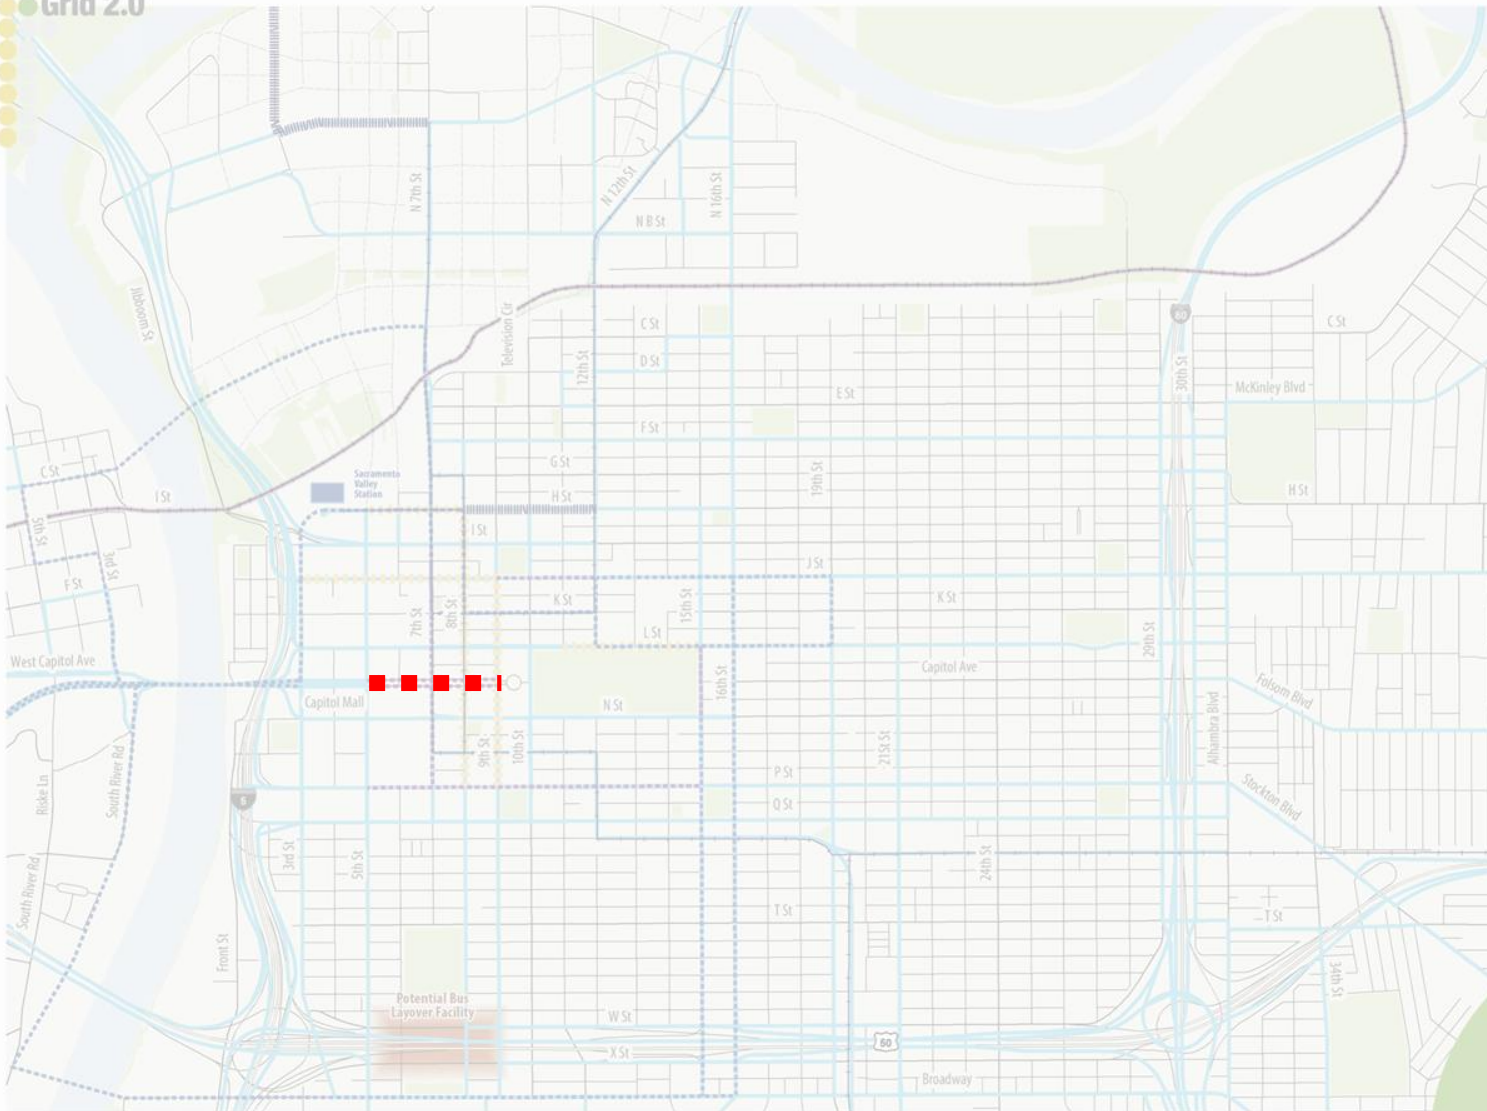 Grid 2.0
N 7th St
N 12th St
N 16th St
N B St
Jibboom St
Television Cir
12th St
C St
D St
E St
F St
G St
H St
80
C St
30th St
McKinley Blvd
H St
19th St
Sacramento
Valley
Station
C St
I St
5th St
3rd St
F St
I St
J St
K St
K St
7th St
8th St
15th St
L St
29th St
West Capitol Ave
Capitol Mall
Capitol Ave
16th St
N St
Folsom Blvd
Alhambra Blvd
9th St
10th St
21St St
P St
Q St
Stockton Blvd
Riske Ln
South River Rd
5
3rd St
5th St
24th St
South River Rd
T St
T St
Front St
34th St
Potential Bus
Layover Facility
W St
X St
50
Broadway